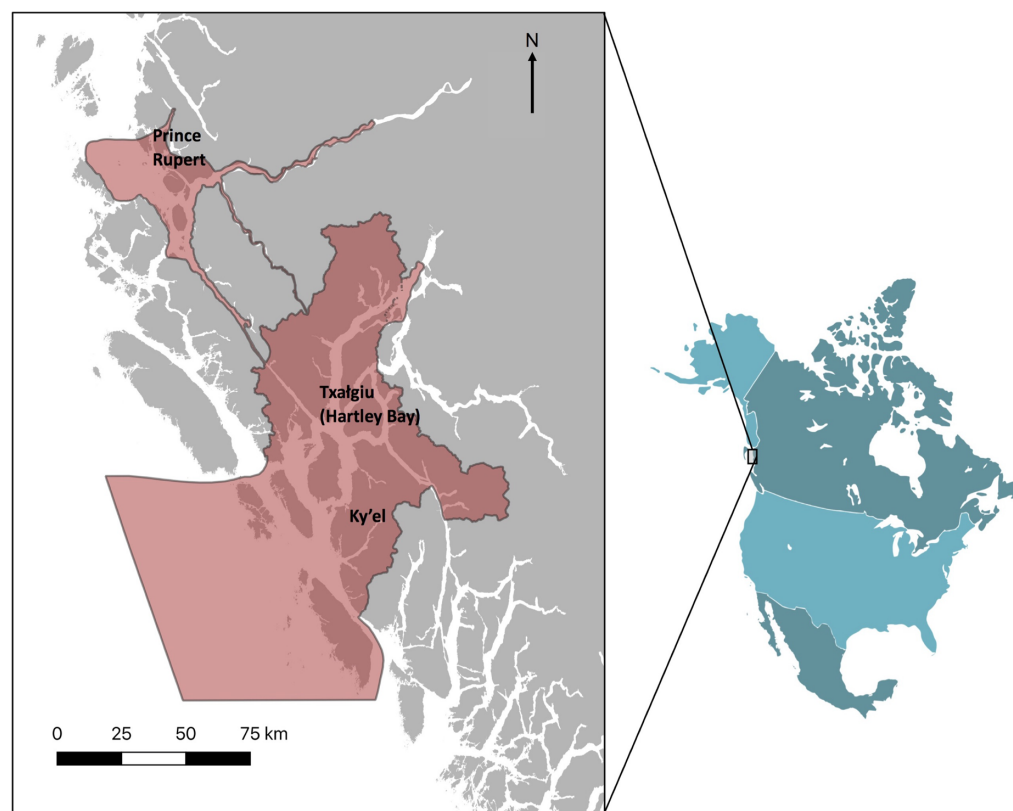 N
Prince
Rupert
Txałgiu
(Hartley Bay)
Ky’el
0 25 50 75 km